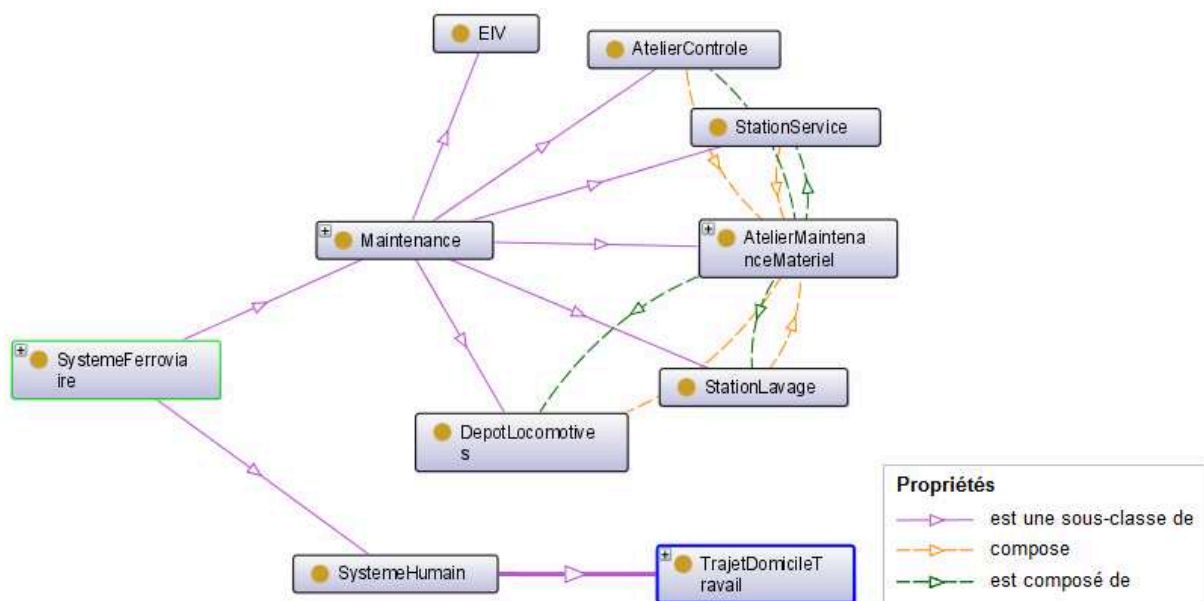 EIV
AtelierControle
StationService
Maintenance
AtelierMaintena
nceMateriel
SystemeFerrovia
ire
StationLavage
DepotLocomotive
s
Propriétés
est une sous-classe de
compose
est composé de
SystemeHumain
TrajetDomicileT
ravail